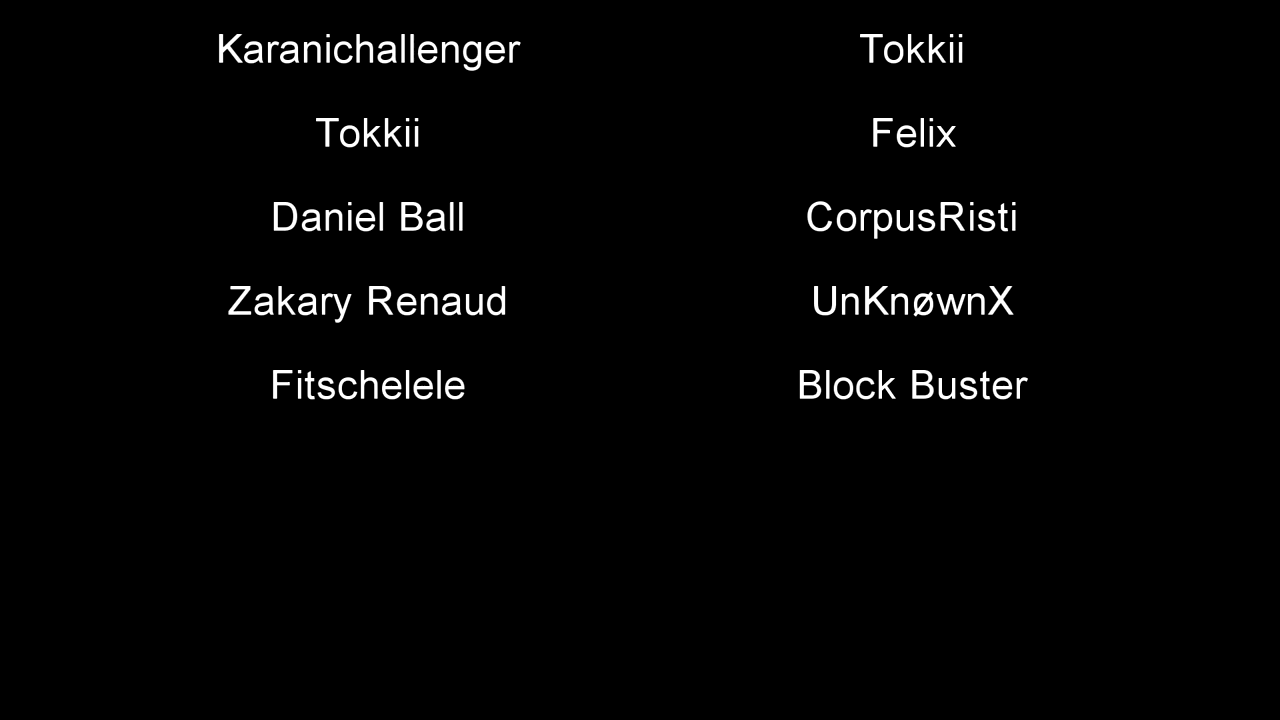 Karanichallenger Tokkii
Tokkii Felix
Daniel Ball CorpusRisti
Zakary Renaud UnKnøwnX
Fitschelele Block Buster